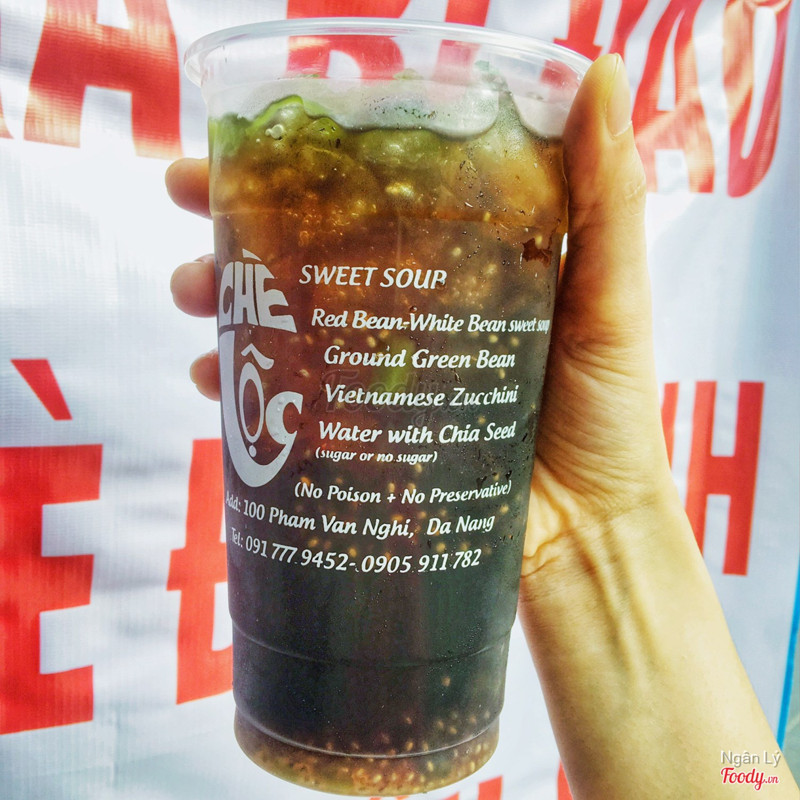 CHÈ
LỘC
SWEET SOUP
Red Bean-White Bean sweet soup
Ground Green Bean
Vietnamese Zucchini
Water with Chia Seed
(sugar or no sugar)
(No Poison + No Preservative)
Add: 100 Pham Van Nghi, Da Nang
Tel: 091 777 9452- 0905 911 782
Ngân Lý
Foody.vn